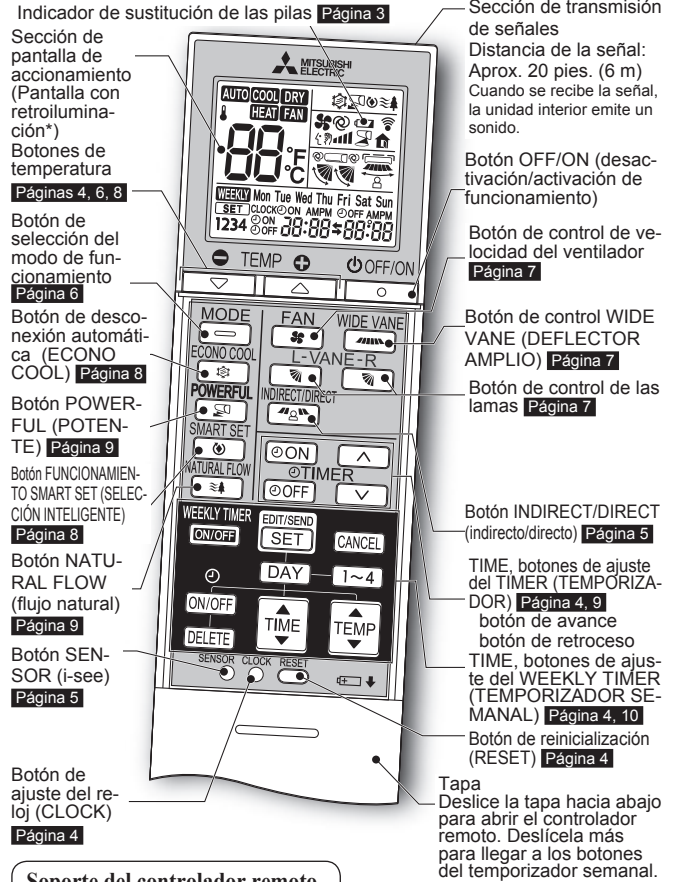 Indicador de sustitución de las pilas Página 3
Sección de
pantalla de
accionamiento
(Pantalla con
retroilumina-
ción*)
Botones de
temperatura
Páginas 4, 6, 8
Botón de
selección del
modo de fun-
cionamiento
Página 6
Botón de desco-
nexión automáti-
ca (ECONO
COOL) Página 8
Botón POWER-
FUL (POTEN-
TE) Página 9
Botón FUNCIONAMIEN-
TO SMART SET (SELEC-
CIÓN INTELIGENTE)
Página 8
Botón NATU-
RAL FLOW
(flujo natural)
Página 9
Botón SEN-
SOR (i-see)
Página 5
Botón de
ajuste del re-
loj (CLOCK)
Página 4
MITSUBISHI
ELECTRIC
AUTO COOL DRY
HEAT FAN
88°F
°C
WEEKLY Mon Tue Wed Thu Fri Sat Sun
SET CLOCK ON AMPM OFF AMPM
1234 ON OFF 88:88 88:88
TEMP OFF/ON
MODE FAN WIDE VANE
ECONO COOL L-VANE-R
POWERFUL INDIRECT/DIRECT
SMART SET
ON
TIMER
NATURAL FLOW
OFF
WEEKLY TIMER EDIT/SEND
ON/OFF SET CANCEL
DAY 1~4
ON/OFF TIME TEMP
DELETE
SENSOR CLOCK RESET
Sección de transmisión
de señales
Distancia de la señal:
Aprox. 20 pies. (6 m)
Cuando se recibe la señal,
la unidad interior emite un
sonido.
Botón OFF/ON (desac-
tivación/activación de
funcionamiento)
Botón de control de ve-
locidad del ventilador
Página 7
Botón de control WIDE
VANE (DEFLECTOR
AMPLIO) Página 7
Botón de control de las
lamas Página 7
Botón INDIRECT/DIRECT
(indirecto/directo) Página 5
TIME, botones de ajuste
del TIMER (TEMPORIZA-
DOR) Página 4, 9
botón de avance
botón de retroceso
TIME, botones de ajus-
te del WEEKLY TIMER
(TEMPORIZADOR SE-
MANAL) Página 4, 10
Botón de reinicialización
(RESET) Página 4
Tapa
Deslice la tapa hacia abajo
para abrir el controlador
remoto. Deslícela más
para llegar a los botones
del temporizador semanal.
Soporte del controlador remoto